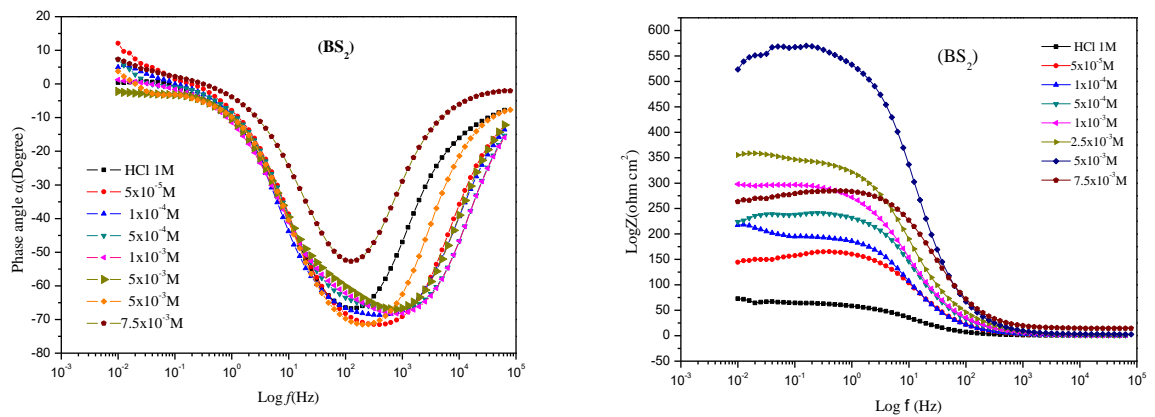 (BS2)
20
10
0
-10
-20
-30
-40
-50
-60
-70
-80
Phase angle α(Degree)
HCl 1M
5x10-5M
1x10-4M
5x10-4M
1x10-3M
5x10-3M
5x10-3M
7.5x10-3M
10-3 10-2 10-1 100 101 102 103 104 105
Log f(Hz)
(BS2)
600
550
500
450
400
350
300
250
200
150
100
50
0
-50
LogZ(ohm cm2)
HCl 1M
5x10-5M
1x10-4M
5x10-4M
1x10-3M
2.5x10-3M
5x10-3M
7.5x10-3M
10-3 10-2 10-1 100 101 102 103 104 105
Log f (Hz)